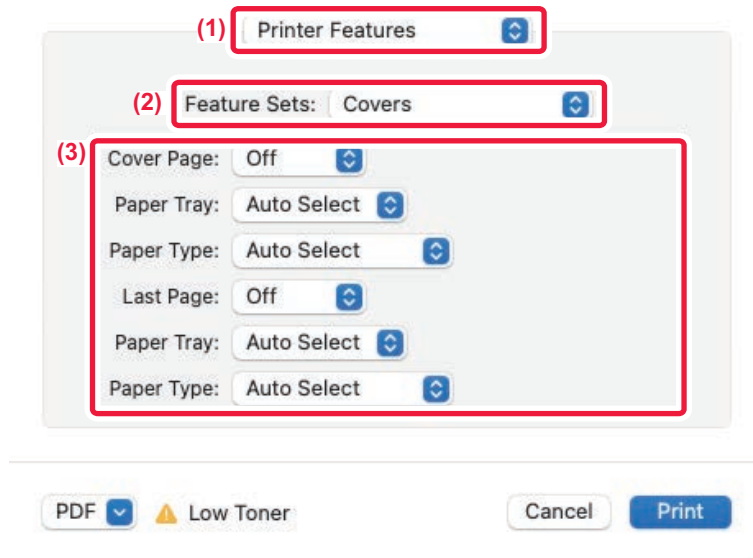 (1) Printer Features
(2) Feature Sets: Covers
(3) Cover Page: Off
Paper Tray: Auto Select
Paper Type: Auto Select
Last Page: Off
Paper Tray: Auto Select
Paper Type: Auto Select
PDF Low Toner Cancel Print